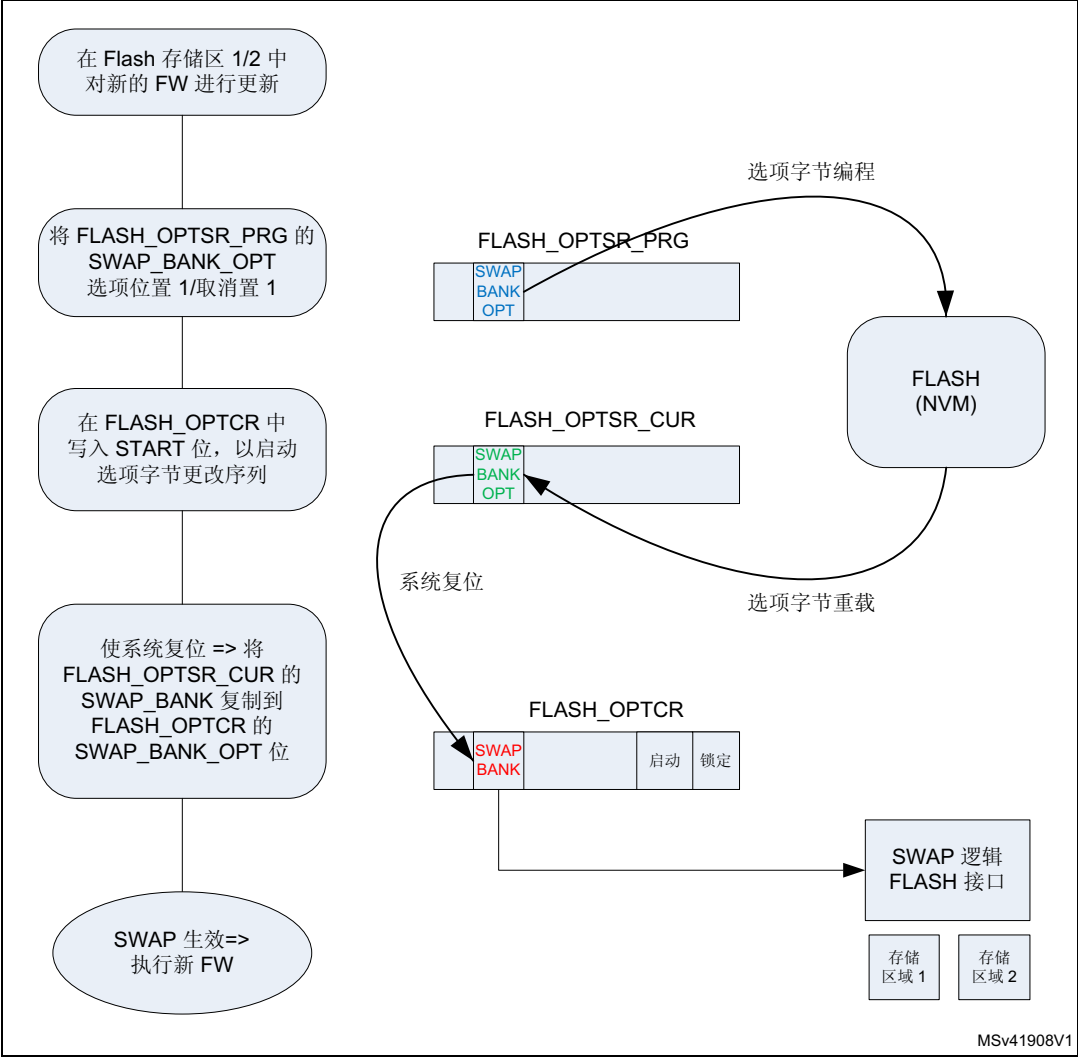 在 Flash 存储区 1/2 中
对新的 FW 进行更新
将 FLASH_OPTSR_PRG 的
SWAP_BANK_OPT
选项位置 1/取消置 1
在 FLASH_OPTCR 中
写入 START 位，以启动
选项字节更改序列
使系统复位 => 将
FLASH_OPTSR_CUR 的
SWAP_BANK 复制到
FLASH_OPTCR 的
SWAP_BANK_OPT 位
SWAP 生效=>
执行新 FW
选项字节编程
FLASH_OPTSR_PRG
SWAP
BANK
OPT
FLASH
(NVM)
FLASH_OPTSR_CUR
SWAP
BANK
OPT
系统复位
选项字节重载
FLASH_OPTCR
SWAP
BANK
启动
锁定
SWAP 逻辑
FLASH 接口
存储
区域 1
存储
区域 2
MSv41908V1